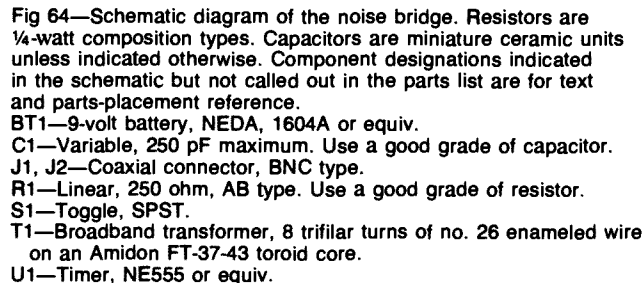 Fig 64—Schematic diagram of the noise bridge. Resistors are
¼-watt composition types. Capacitors are miniature ceramic units
unless indicated otherwise. Component designations indicated
in the schematic but not called out in the parts list are for text
and parts-placement reference.
BT1—9-volt battery, NEDA, 1604A or equiv.
C1—Variable, 250 pF maximum. Use a good grade of capacitor.
J1, J2—Coaxial connector, BNC type.
R1—Linear, 250 ohm, AB type. Use a good grade of resistor.
S1—Toggle, SPST.
T1—Broadband transformer, 8 trifilar turns of no. 26 enameled wire
on an Amidon FT-37-43 toroid core.
U1—Timer, NE555 or equiv.